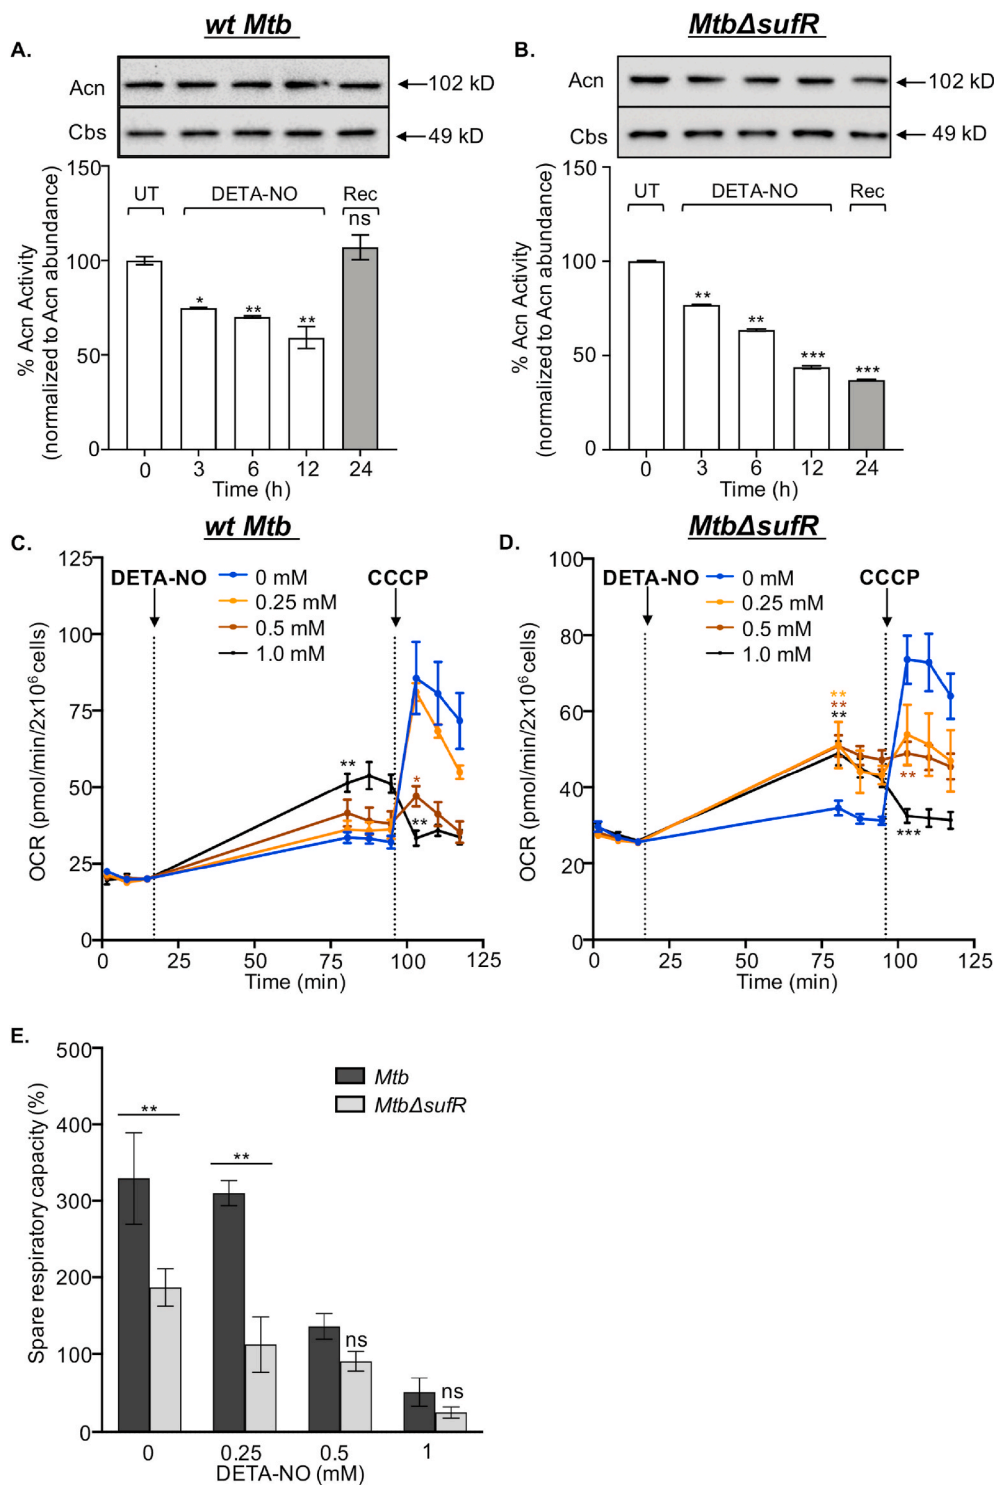 wt Mtb
A.
Acn
102 kD
Cbs
49 kD
150
100
50
0
% Acn Activity
(normalized to Acn abundance)
UT
DETA-NO
Rec
ns
*
**
**
0 3 6 12 24
Time (h)
MtbΔsufR
B.
Acn
102 kD
Cbs
49 kD
150
100
50
0
% Acn Activity
(normalized to Acn abundance)
UT
DETA-NO
Rec
**
**
***
***
0 3 6 12 24
Time (h)
wt Mtb
C.
125
100
75
50
25
0
OCR (pmol/min/2x10⁶ cells)
DETA-NO
0 mM
0.25 mM
0.5 mM
1.0 mM
CCCP
**
*
**
0 25 50 75 100 125
Time (min)
MtbΔsufR
D.
100
80
60
40
20
0
OCR (pmol/min/2x10⁶ cells)
DETA-NO
0 mM
0.25 mM
0.5 mM
1.0 mM
CCCP
**
**
**
**
***
0 25 50 75 100 125
Time (min)
E.
500
400
300
200
100
0
Spare respiratory capacity (%)
Mtb
MtbΔsufR
**
**
ns
ns
0 0.25 0.5 1
DETA-NO (mM)